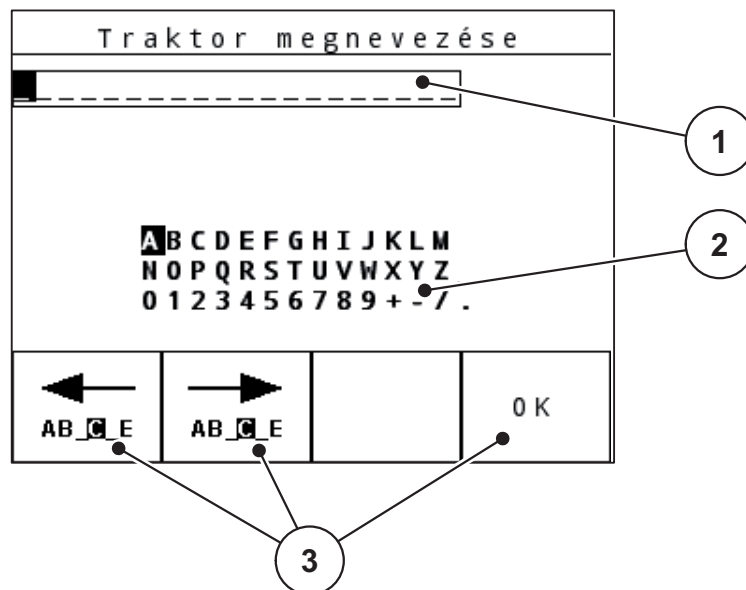 Traktor megnevezése
1
ABCDEFGHIJKLM
2
NOPQRSTUVWXYZ
0123456789+-/.
AB_C_E
AB_C_E
OK
3